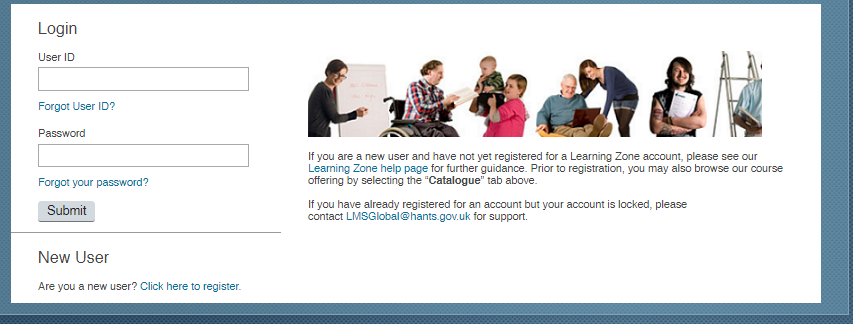 Login
User ID
Forgot User ID?
Password
Forgot your password?
Submit
New User
Are you a new user? Click here to register.
If you are a new user and have not yet registered for a Learning Zone account, please see our
Learning Zone help page for further guidance. Prior to registration, you may also browse our course
offering by selecting the “Catalogue” tab above.
If you have already registered for an account but your account is locked, please
contact LMSGlobal@hants.gov.uk for support.